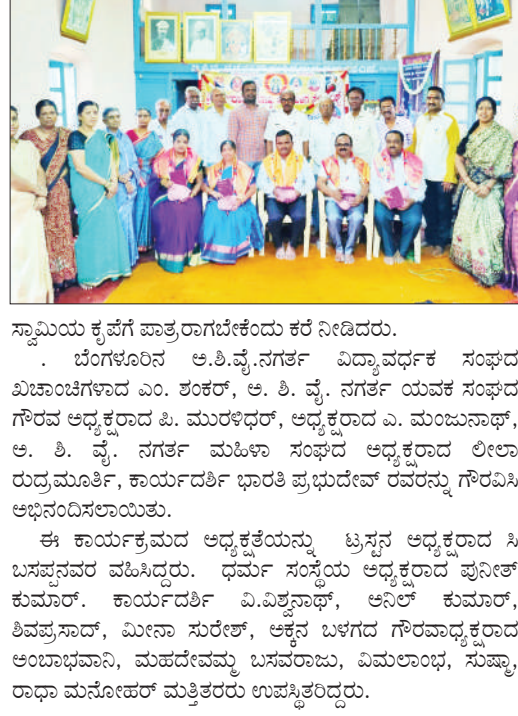 ಸ್ವಾಮಿಯ ಕೃಪೆಗೆ ಪಾತ್ರರಾಗಬೇಕೆಂದು ಕರೆ ನೀಡಿದರು.
. ಬೆಂಗಳೂರಿನ ಅ.ಶಿ.ವೈ.ನಗರ್ತ ವಿದ್ಯಾವರ್ಧಕ ಸಂಘದ
ಖಚಾಂಚಿಗಳಾದ ಎಂ. ಶಂಕರ್, ಅ. ಶಿ. ವೈ. ನಗರ್ತ ಯವಕ ಸಂಘದ
ಗೌರವ ಅಧ್ಯಕ್ಷರಾದ ಪಿ. ಮುರಳಿಧರ್, ಅಧ್ಯಕ್ಷರಾದ ಎ. ಮಂಜುನಾಥ್,
ಅ. ಶಿ. ವೈ. ನಗರ್ತ ಮಹಿಳಾ ಸಂಘದ ಅಧ್ಯಕ್ಷರಾದ ಲೀಲಾ
ರುದ್ರಮೂರ್ತಿ, ಕಾರ್ಯದರ್ಶಿ ಭಾರತಿ ಪ್ರಭುದೇವ್ ರವರನ್ನು ಗೌರವಿಸಿ
ಅಭಿನಂದಿಸಲಾಯಿತು.
ಈ ಕಾರ್ಯಕ್ರಮದ ಅಧ್ಯಕ್ಷತೆಯನ್ನು ಟ್ರಸ್ಟನ ಅಧ್ಯಕ್ಷರಾದ ಸಿ
ಬಸಪ್ಪನವರ ವಹಿಸಿದ್ದರು. ಧರ್ಮ ಸಂಸ್ಥೆಯ ಅಧ್ಯಕ್ಷರಾದ ಪುನೀತ್
ಕುಮಾರ್. ಕಾರ್ಯದರ್ಶಿ ವಿ.ವಿಶ್ವನಾಥ್, ಅನಿಲ್ ಕುಮಾರ್,
ಶಿವಪ್ರಸಾದ್, ಮೀನಾ ಸುರೇಶ್, ಅಕ್ಕನ ಬಳಗದ ಗೌರವಾಧ್ಯಕ್ಷರಾದ
ಅಂಬಾಭವಾನಿ, ಮಹದೇವಮ್ಮ ಬಸವರಾಜು, ವಿಮಲಾಂಭ, ಸುಷ್ಮಾ,
ರಾಧಾ ಮನೋಹರ್ ಮತ್ತಿತರರು ಉಪಸ್ಥಿತರಿದ್ದರು.